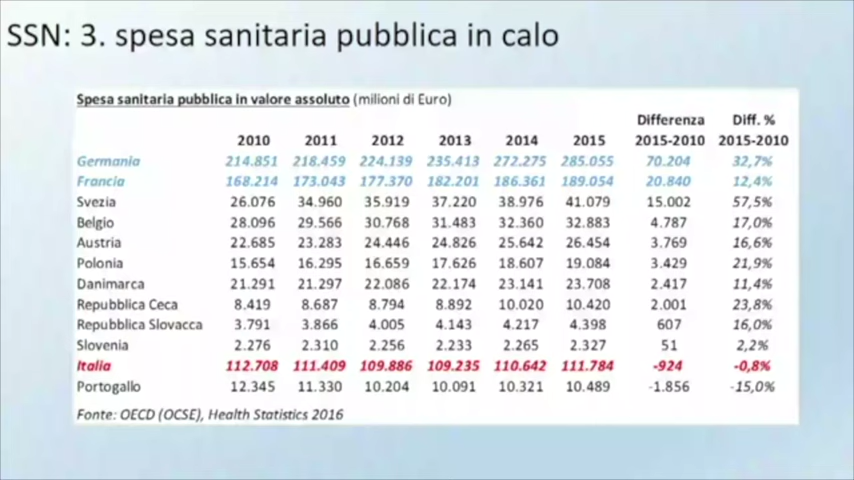 SSN: 3. spesa sanitaria pubblica in calo
Spesa sanitaria pubblica in valore assoluto (milioni di Euro)
Differenza Diff. %
2010 2011 2012 2013 2014 2015 2015-2010 2015-2010
Germania 214.851 218.459 224.139 235.413 272.275 285.055 70.204 32,7%
Francia 168.214 173.043 177.370 182.201 186.361 189.054 20.840 12,4%
Svezia 26.076 34.960 35.919 37.220 38.976 41.079 15.002 57,5%
Belgio 28.096 29.566 30.768 31.483 32.360 32.883 4.787 17,0%
Austria 22.685 23.283 24.446 24.826 25.642 26.454 3.769 16,6%
Polonia 15.654 16.295 16.659 17.626 18.607 19.084 3.429 21,9%
Danimarca 21.291 21.297 22.086 22.174 23.141 23.708 2.417 11,4%
Repubblica Ceca 8.419 8.687 8.794 8.892 10.020 10.420 2.001 23,8%
Repubblica Slovacca 3.791 3.866 4.005 4.143 4.217 4.398 607 16,0%
Slovenia 2.276 2.310 2.256 2.233 2.265 2.327 51 2,2%
Italia 112.708 111.409 109.886 109.235 110.642 111.784 -924 -0,8%
Portogallo 12.345 11.330 10.204 10.091 10.321 10.489 -1.856 -15,0%
Fonte: OECD (OCSE), Health Statistics 2016